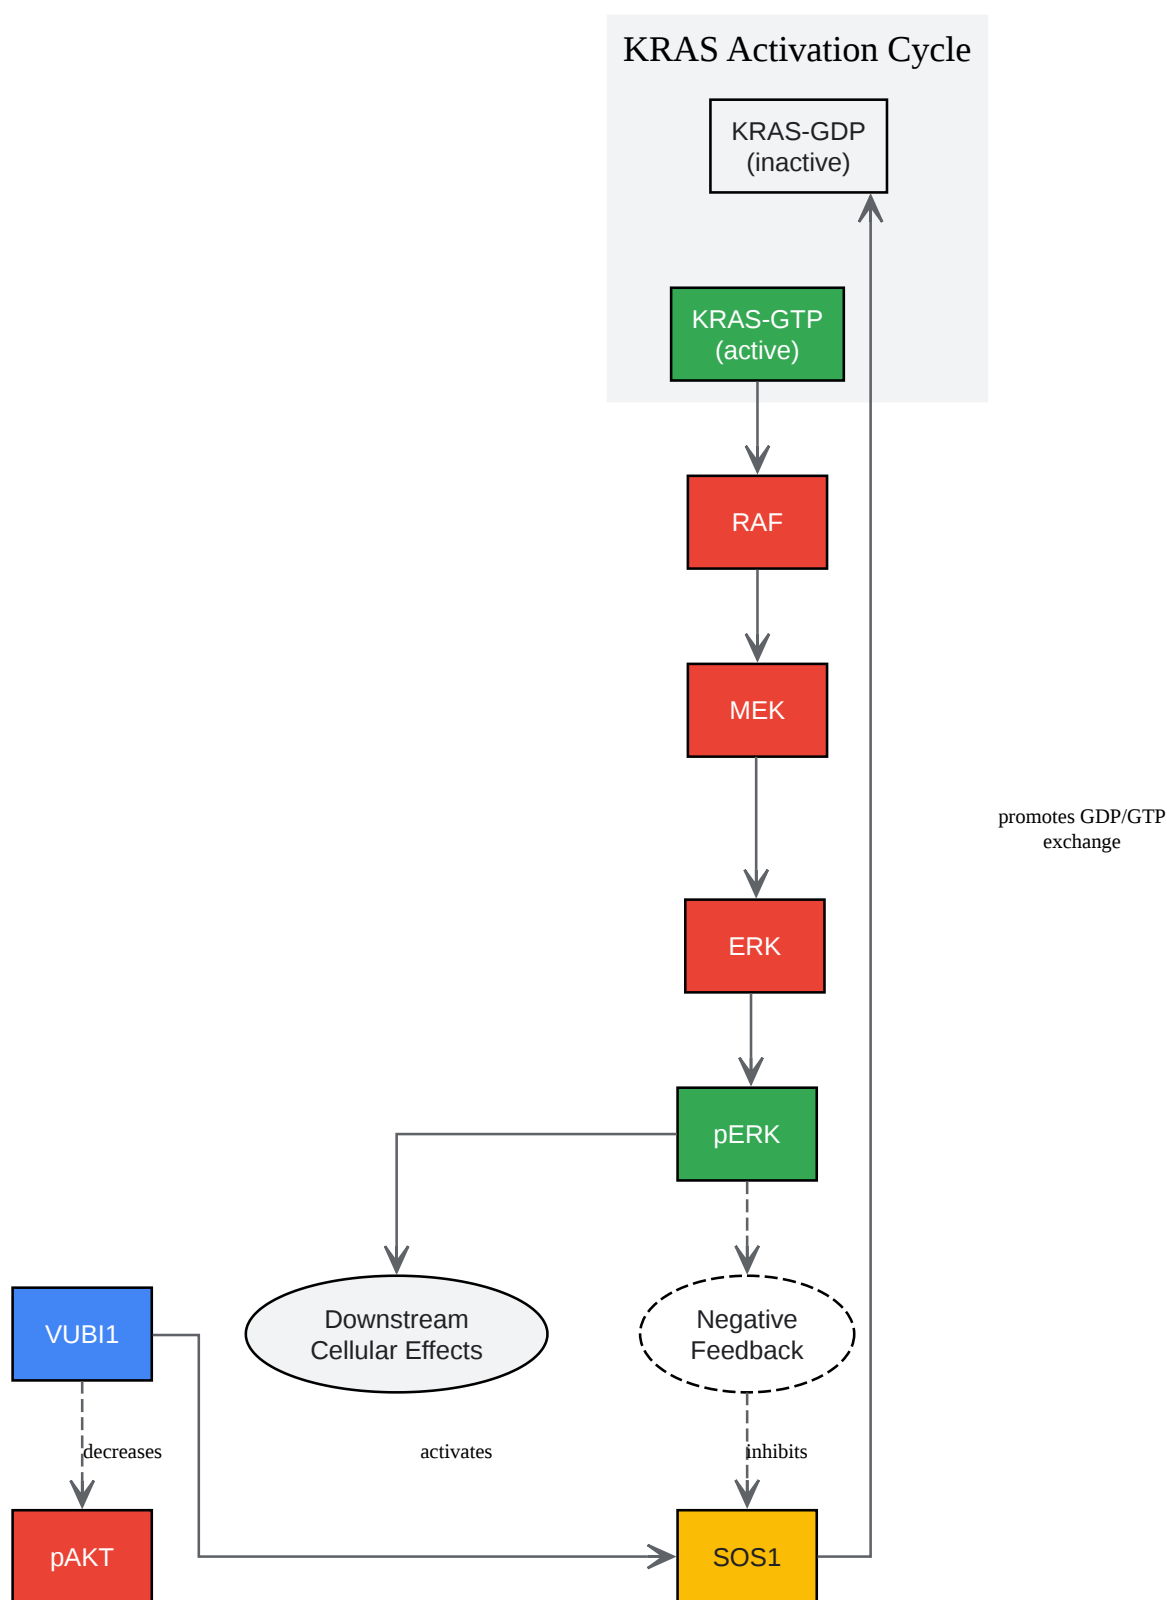 KRAS Activation Cycle
KRAS-GDP
(inactive)
KRAS-GTP
(active)
RAF
MEK
promotes GDP/GTP
exchange
ERK
pERK
VUBI1
Downstream
Cellular Effects
Negative
Feedback
decreases
activates
inhibits
pAKT
SOS1